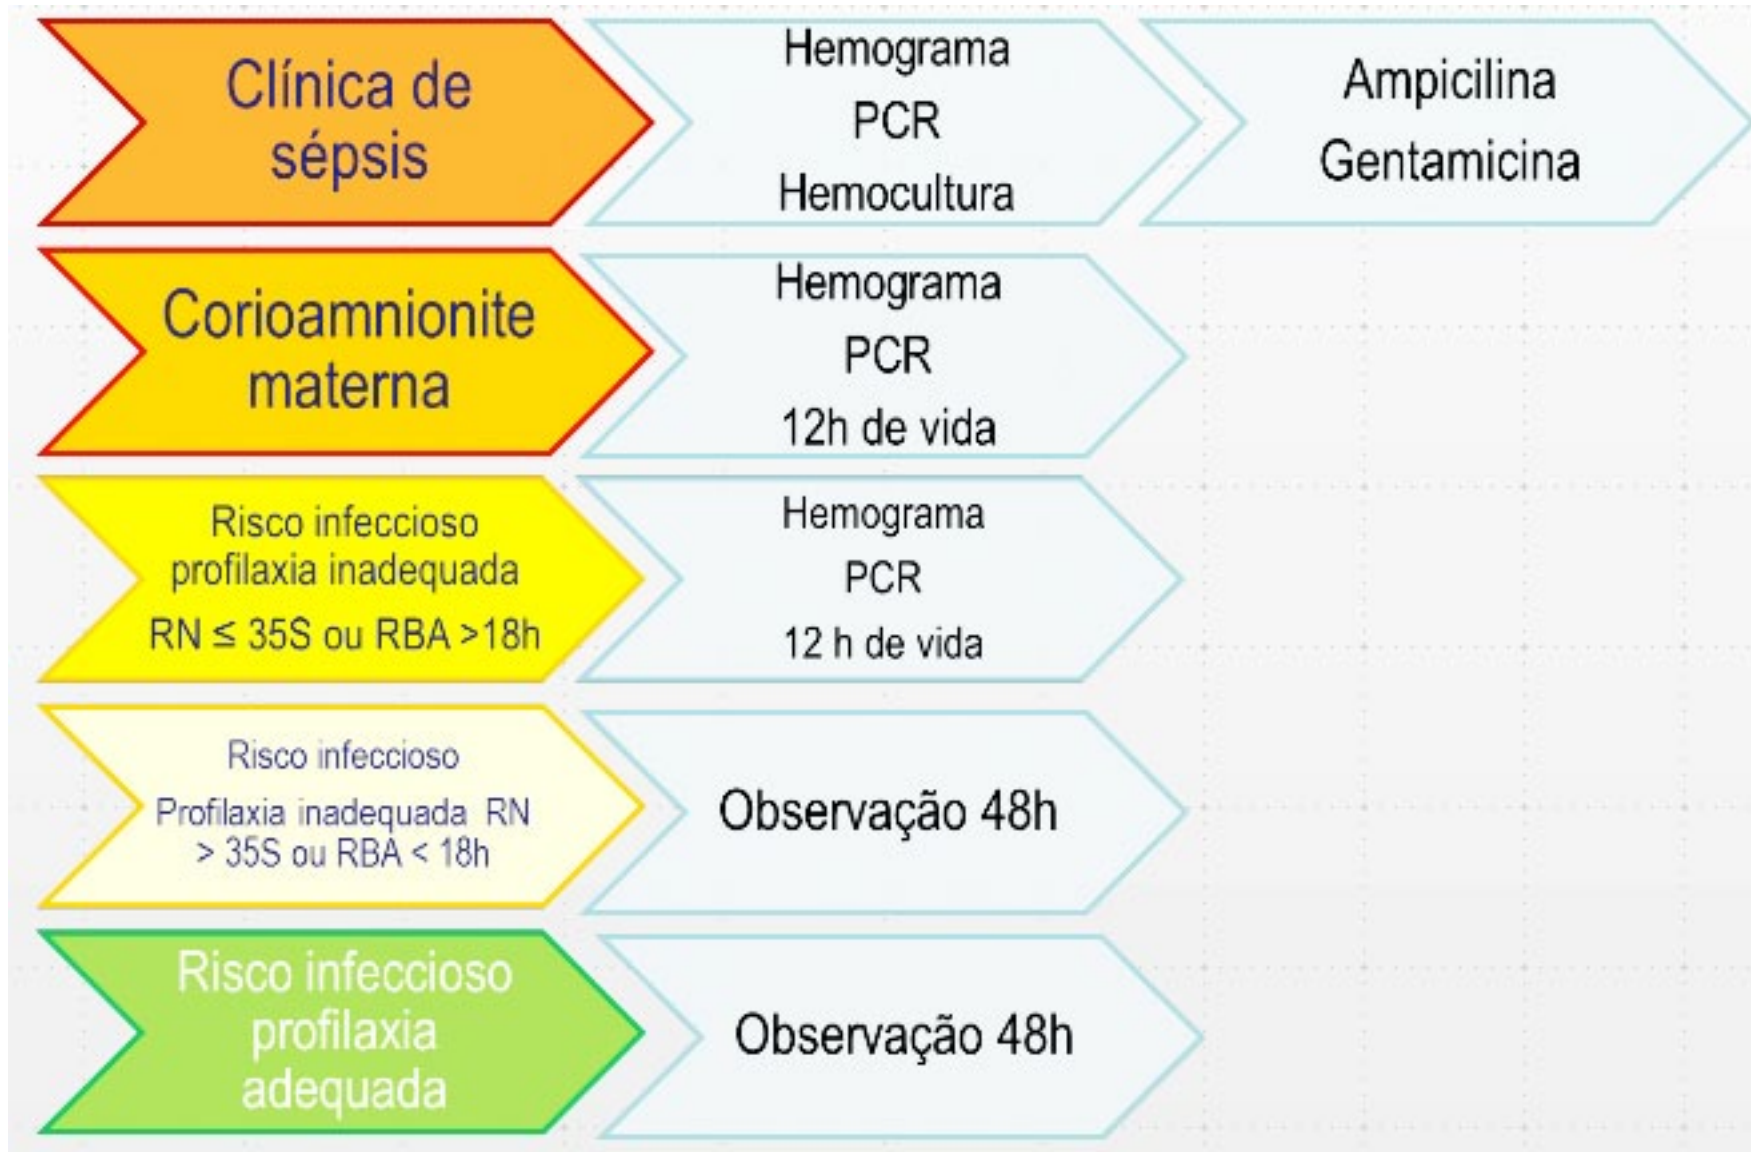 Clínica de
sépsis
Hemograma
PCR
Hemocultura
Ampicilina
Gentamicina
Corioamnionite
materna
Hemograma
PCR
12h de vida
Risco infeccioso
profilaxia inadequada
RN ≤ 35S ou RBA >18h
Hemograma
PCR
12 h de vida
Risco infeccioso
Profilaxia inadequada RN
> 35S ou RBA < 18h
Observação 48h
Risco infeccioso
profilaxia
adequada
Observação 48h